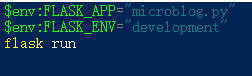 $env:FLASK_APP="microblog.py"
$env:FLASK_ENV="development"
flask run